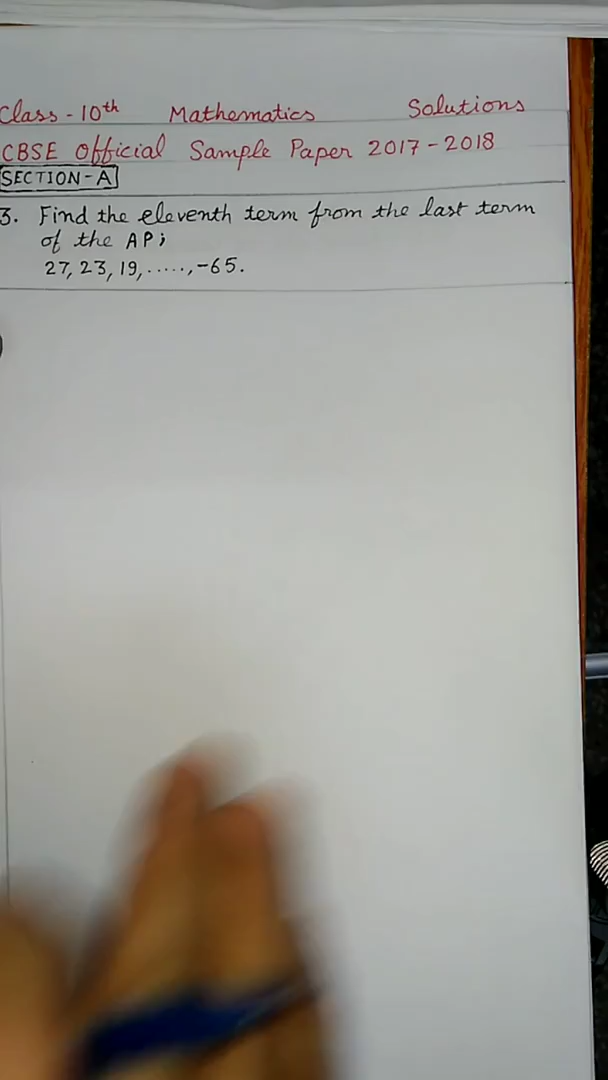 Class - 10th Mathematics Solutions
CBSE Official Sample Paper 2017-2018
SECTION-A
3. Find the eleventh term from the last term
of the AP;
27, 23, 19, ....., -65.